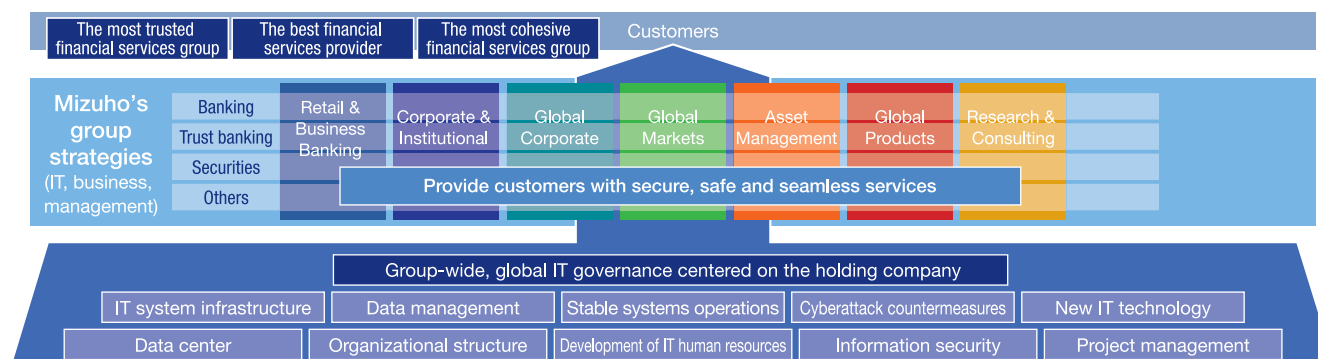 The most trusted
financial services group
The best financial
services provider
The most cohesive
financial services group
Customers
Mizuho's
group
strategies
(IT, business,
management)
Banking
Trust banking
Securities
Others
Retail &
Business
Banking
Corporate &
Institutional
Global
Corporate
Global
Markets
Asset
Management
Global
Products
Research &
Consulting
Provide customers with secure, safe and seamless services
Group-wide, global IT governance centered on the holding company
IT system infrastructure
Data management
Stable systems operations
Cyberattack countermeasures
New IT technology
Data center
Organizational structure
Development of IT human resources
Information security
Project management